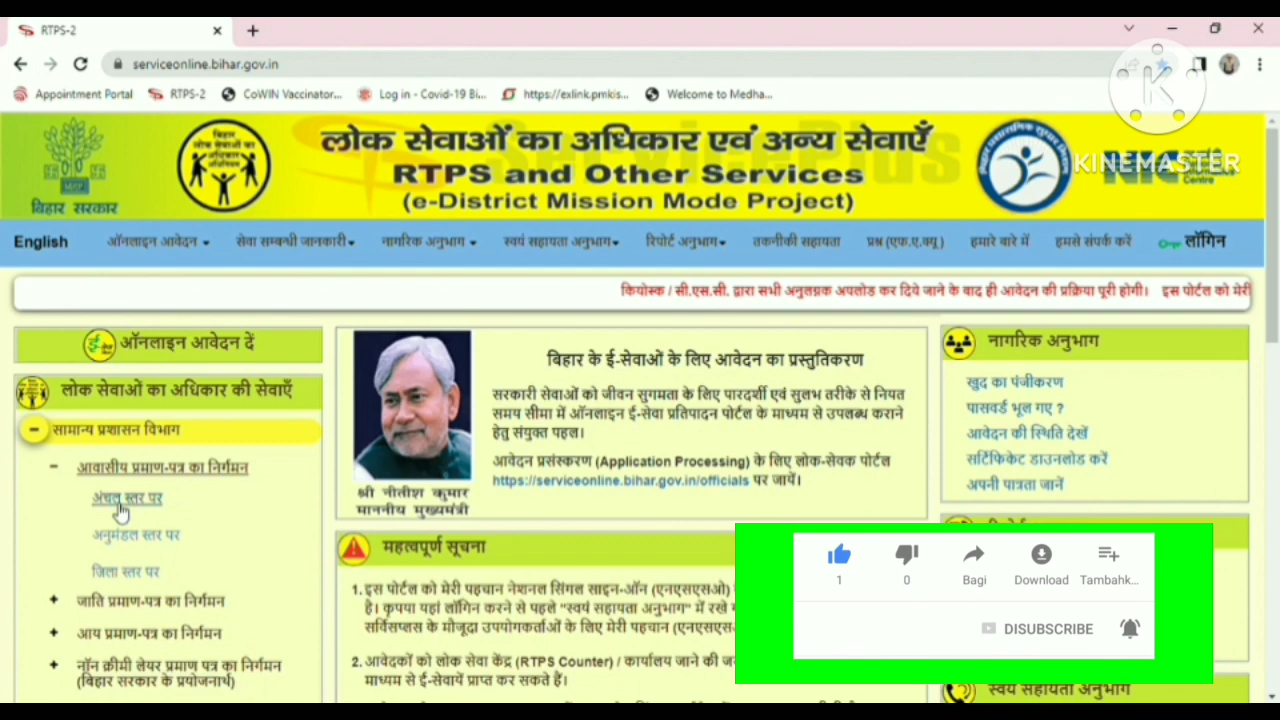 RTPS-2
serviceonline.bihar.gov.in
Appointment Portal RTPS-2 CoWIN Vaccinator... Log in - Covid-19 Bi... https://exlink.pmkis... Welcome to Medha...
लोक सेवाओं का अधिकार एवं अन्य सेवाएँ
RTPS and Other Services
(e-District Mission Mode Project)
बिहार सरकार
KINEMASTER
Centre
English ऑनलाइन आवेदन सेवा सम्बन्धी जानकारी नागरिक अनुभाग स्वयं सहायता अनुभाग रिपोर्ट अनुभाग तकनीकी सहायता प्रश्न (एफ.ए.क्यू) हमारे बारे में हमसे संपर्क करें लॉगिन
कियोस्क / सी.एस.सी. द्वारा सभी अनुलग्नक अपलोड कर दिये जाने के बाद ही आवेदन की प्रक्रिया पूरी होगी। इस पोर्टल को मेरी
ऑनलाइन आवेदन दें
लोक सेवाओं का अधिकार की सेवाएँ
सामान्य प्रशासन विभाग
आवासीय प्रमाण-पत्र का निर्गमन
अंचल स्तर पर
अनुमंडल स्तर पर
जिला स्तर पर
जाति प्रमाण-पत्र का निर्गमन
आय प्रमाण-पत्र का निर्गमन
नॉन क्रीमी लेयर प्रमाण पत्र का निर्गमन
(बिहार सरकार के प्रयोजनार्थ)
श्री नीतीश कुमार
माननीय मुख्यमंत्री
बिहार के ई-सेवाओं के लिए आवेदन का प्रस्तुतिकरण
सरकारी सेवाओं को जीवन सुगमता के लिए पारदर्शी एवं सुलभ तरीके से नियत
समय सीमा में ऑनलाइन ई-सेवा प्रतिपादन पोर्टल के माध्यम से उपलब्ध कराने
हेतु संयुक्त पहल।
आवेदन प्रसंस्करण (Application Processing) के लिए लोक-सेवक पोर्टल
https://serviceonline.bihar.gov.in/officials पर जायें।
महत्वपूर्ण सूचना
1. इस पोर्टल को मेरी पहचान नेशनल सिंगल साइन-ऑन (एनएसएसओ)
है। कृपया यहां लॉगिन करने से पहले "स्वयं सहायता अनुभाग" में रखे
सर्विसप्लस के मौजूदा उपयोगकर्ताओं के लिए मेरी पहचान (एनएसएसओ
2. आवेदकों को लोक सेवा केंद्र (RTPS Counter) / कार्यालय जाने की
माध्यम से ई-सेवायें प्राप्त कर सकते हैं।
नागरिक अनुभाग
खुद का पंजीकरण
पासवर्ड भूल गए ?
आवेदन की स्थिति देखें
सर्टिफिकेट डाउनलोड करें
अपनी पात्रता जानें
1 0 Bagi Download Tambahk...
DISUBSCRIBE
स्वयं सहायता अनुभाग